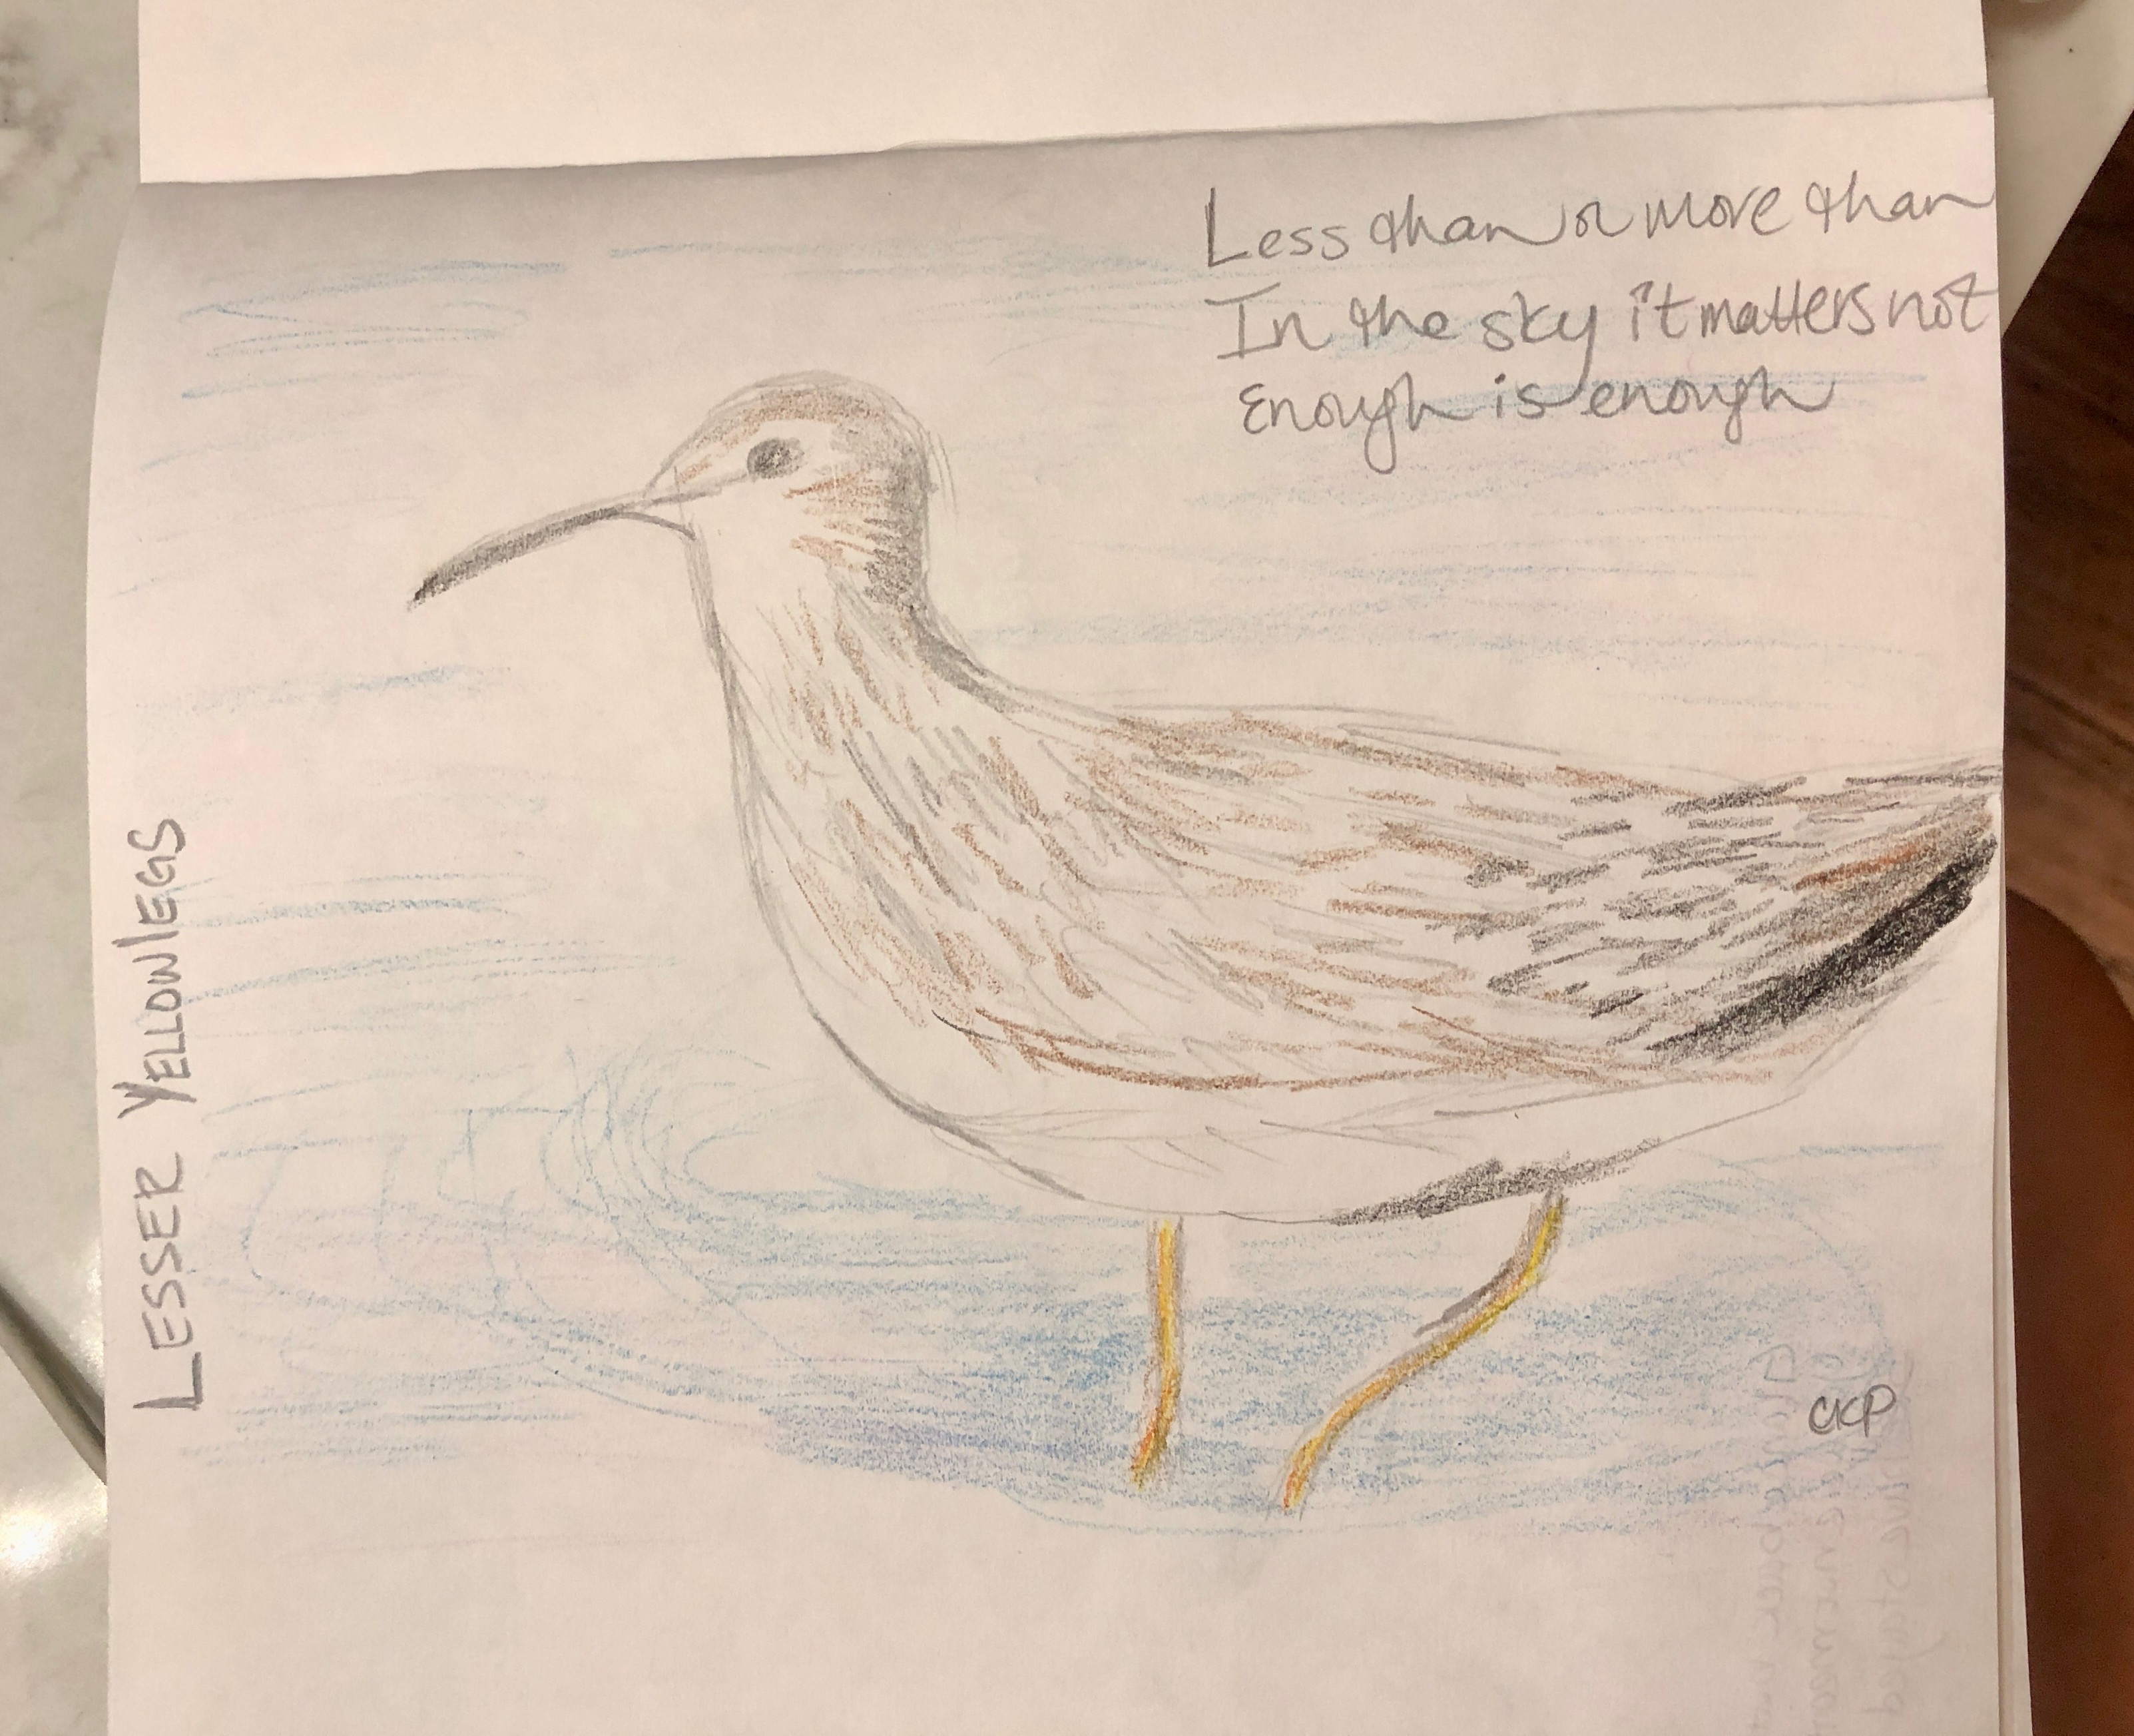 Less than or more than
In the sky it matters not
Enough is enough
LESSER YELLOWlEGS
CKP